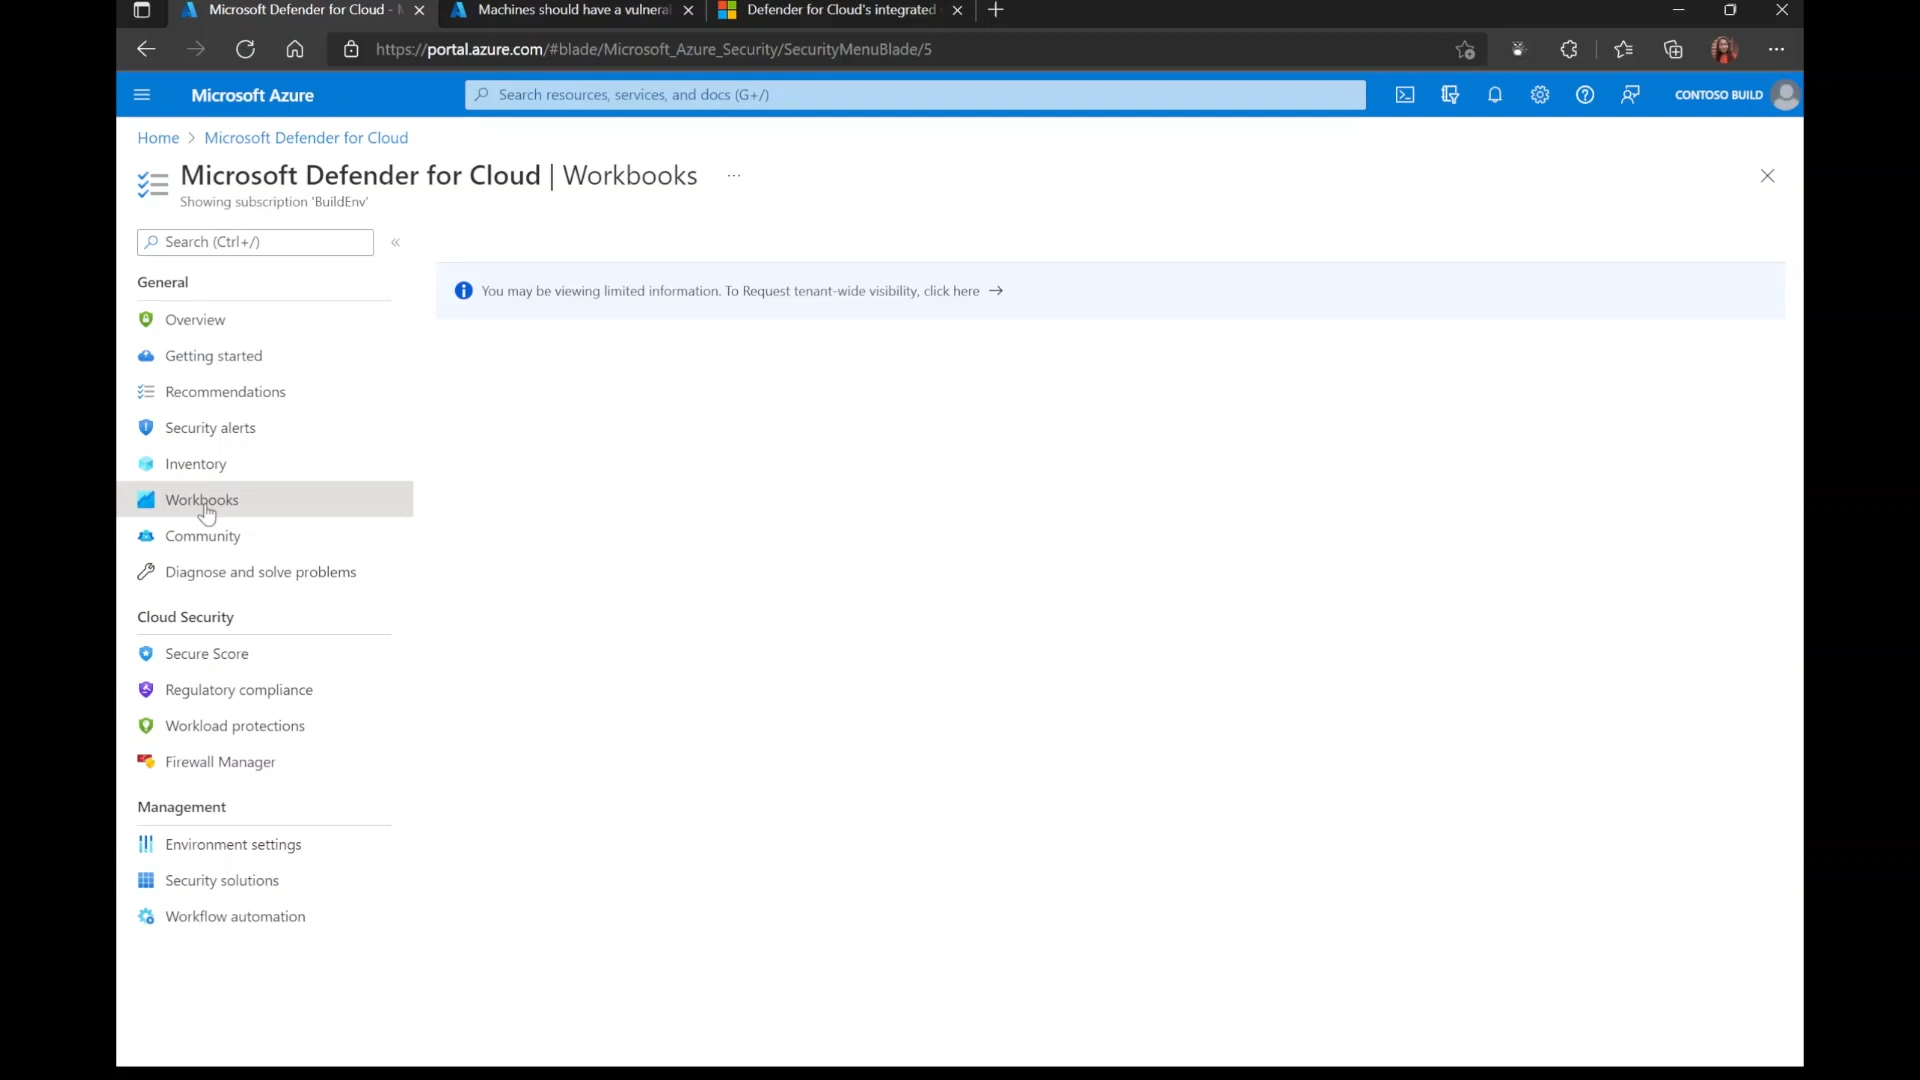 Microsoft Defender for Cloud -
Machines should have a vulnera
Defender for Cloud's integrated
https://portal.azure.com/#blade/Microsoft_Azure_Security/SecurityMenuBlade/5
Microsoft Azure
Search resources, services, and docs (G+/)
CONTOSO BUILD
Home > Microsoft Defender for Cloud
Microsoft Defender for Cloud | Workbooks ...
Showing subscription 'BuildEnv'
Search (Ctrl+/)
«
You may be viewing limited information. To Request tenant-wide visibility, click here →
General
Overview
Getting started
Recommendations
Security alerts
Inventory
Workbooks
Community
Diagnose and solve problems
Cloud Security
Secure Score
Regulatory compliance
Workload protections
Firewall Manager
Management
Environment settings
Security solutions
Workflow automation